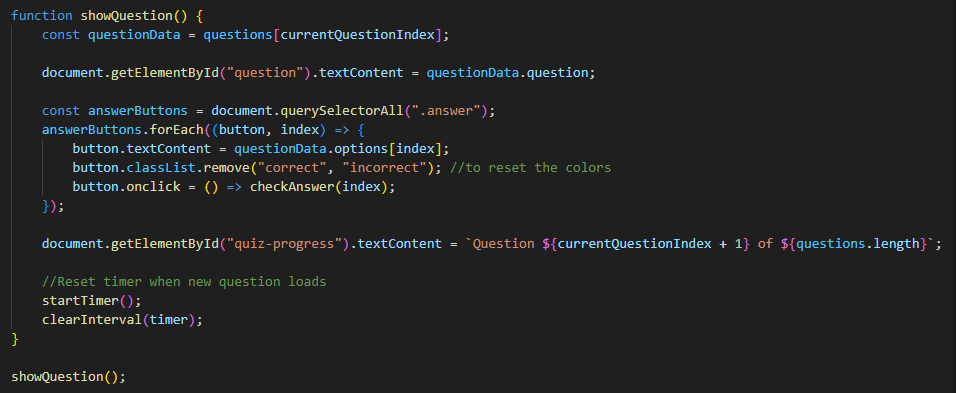 function showQuestion() {
    const questionData = questions[currentQuestionIndex];

    document.getElementById("question").textContent = questionData.question;

    const answerButtons = document.querySelectorAll(".answer");
    answerButtons.forEach((button, index) => {
        button.textContent = questionData.options[index];
        button.classList.remove("correct", "incorrect"); //to reset the colors
        button.onclick = () => checkAnswer(index);
    });

    document.getElementById("quiz-progress").textContent = `Question ${currentQuestionIndex + 1} of ${questions.length}`;

    //Reset timer when new question loads
    startTimer();
    clearInterval(timer);
}

showQuestion();